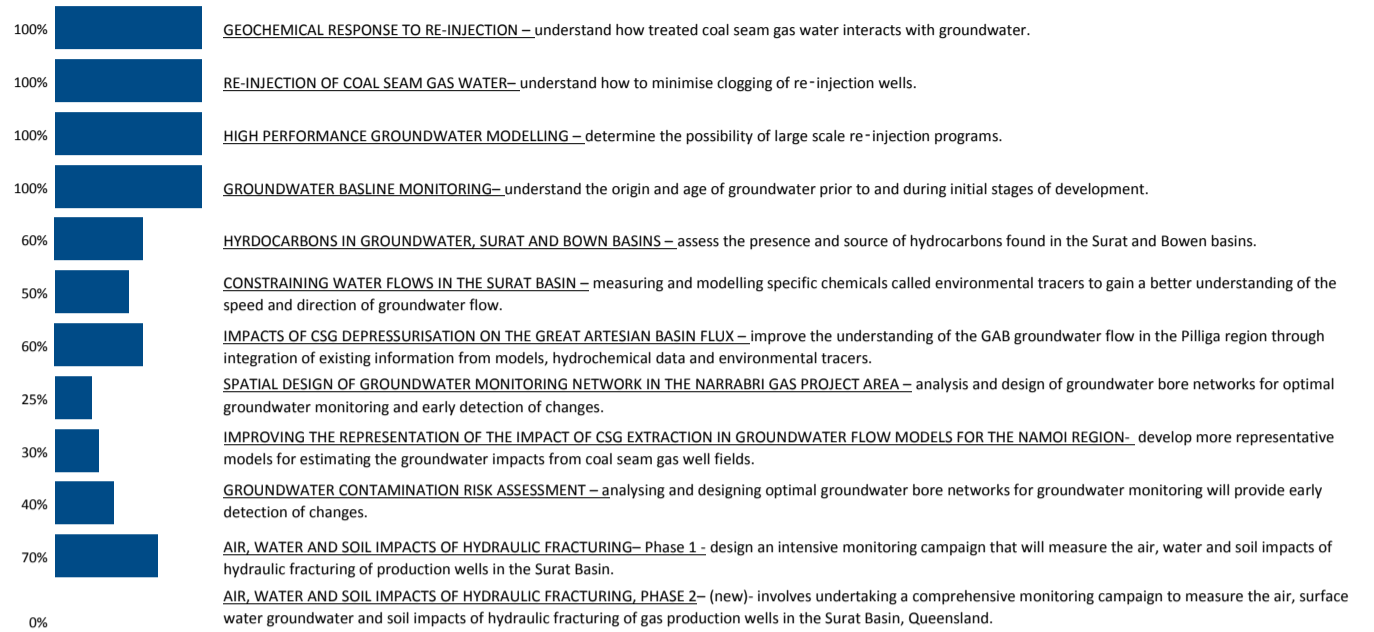 100% GEOCHEMICAL RESPONSE TO RE-INJECTION – understand how treated coal seam gas water interacts with groundwater.
100% RE-INJECTION OF COAL SEAM GAS WATER– understand how to minimise clogging of re-injection wells.
100% HIGH PERFORMANCE GROUNDWATER MODELLING – determine the possibility of large scale re-injection programs.
100% GROUNDWATER BASLINE MONITORING– understand the origin and age of groundwater prior to and during initial stages of development.
60% HYRDOCARBONS IN GROUNDWATER, SURAT AND BOWN BASINS – assess the presence and source of hydrocarbons found in the Surat and Bowen basins.
50% CONSTRAINING WATER FLOWS IN THE SURAT BASIN – measuring and modelling specific chemicals called environmental tracers to gain a better understanding of the
speed and direction of groundwater flow.
60% IMPACTS OF CSG DEPRESSURISATION ON THE GREAT ARTESIAN BASIN FLUX – improve the understanding of the GAB groundwater flow in the Pilliga region through
integration of existing information from models, hydrochemical data and environmental tracers.
25% SPATIAL DESIGN OF GROUNDWATER MONITORING NETWORK IN THE NARRABRI GAS PROJECT AREA – analysis and design of groundwater bore networks for optimal
groundwater monitoring and early detection of changes.
30% IMPROVING THE REPRESENTATION OF THE IMPACT OF CSG EXTRACTION IN GROUNDWATER FLOW MODELS FOR THE NAMOI REGION- develop more representative
models for estimating the groundwater impacts from coal seam gas well fields.
40% GROUNDWATER CONTAMINATION RISK ASSESSMENT – analysing and designing optimal groundwater bore networks for groundwater monitoring will provide early
detection of changes.
70% AIR, WATER AND SOIL IMPACTS OF HYDRAULIC FRACTURING– Phase 1 - design an intensive monitoring campaign that will measure the air, water and soil impacts of
hydraulic fracturing of production wells in the Surat Basin.
AIR, WATER AND SOIL IMPACTS OF HYDRAULIC FRACTURING, PHASE 2– (new)- involves undertaking a comprehensive monitoring campaign to measure the air, surface
0% water groundwater and soil impacts of hydraulic fracturing of gas production wells in the Surat Basin, Queensland.